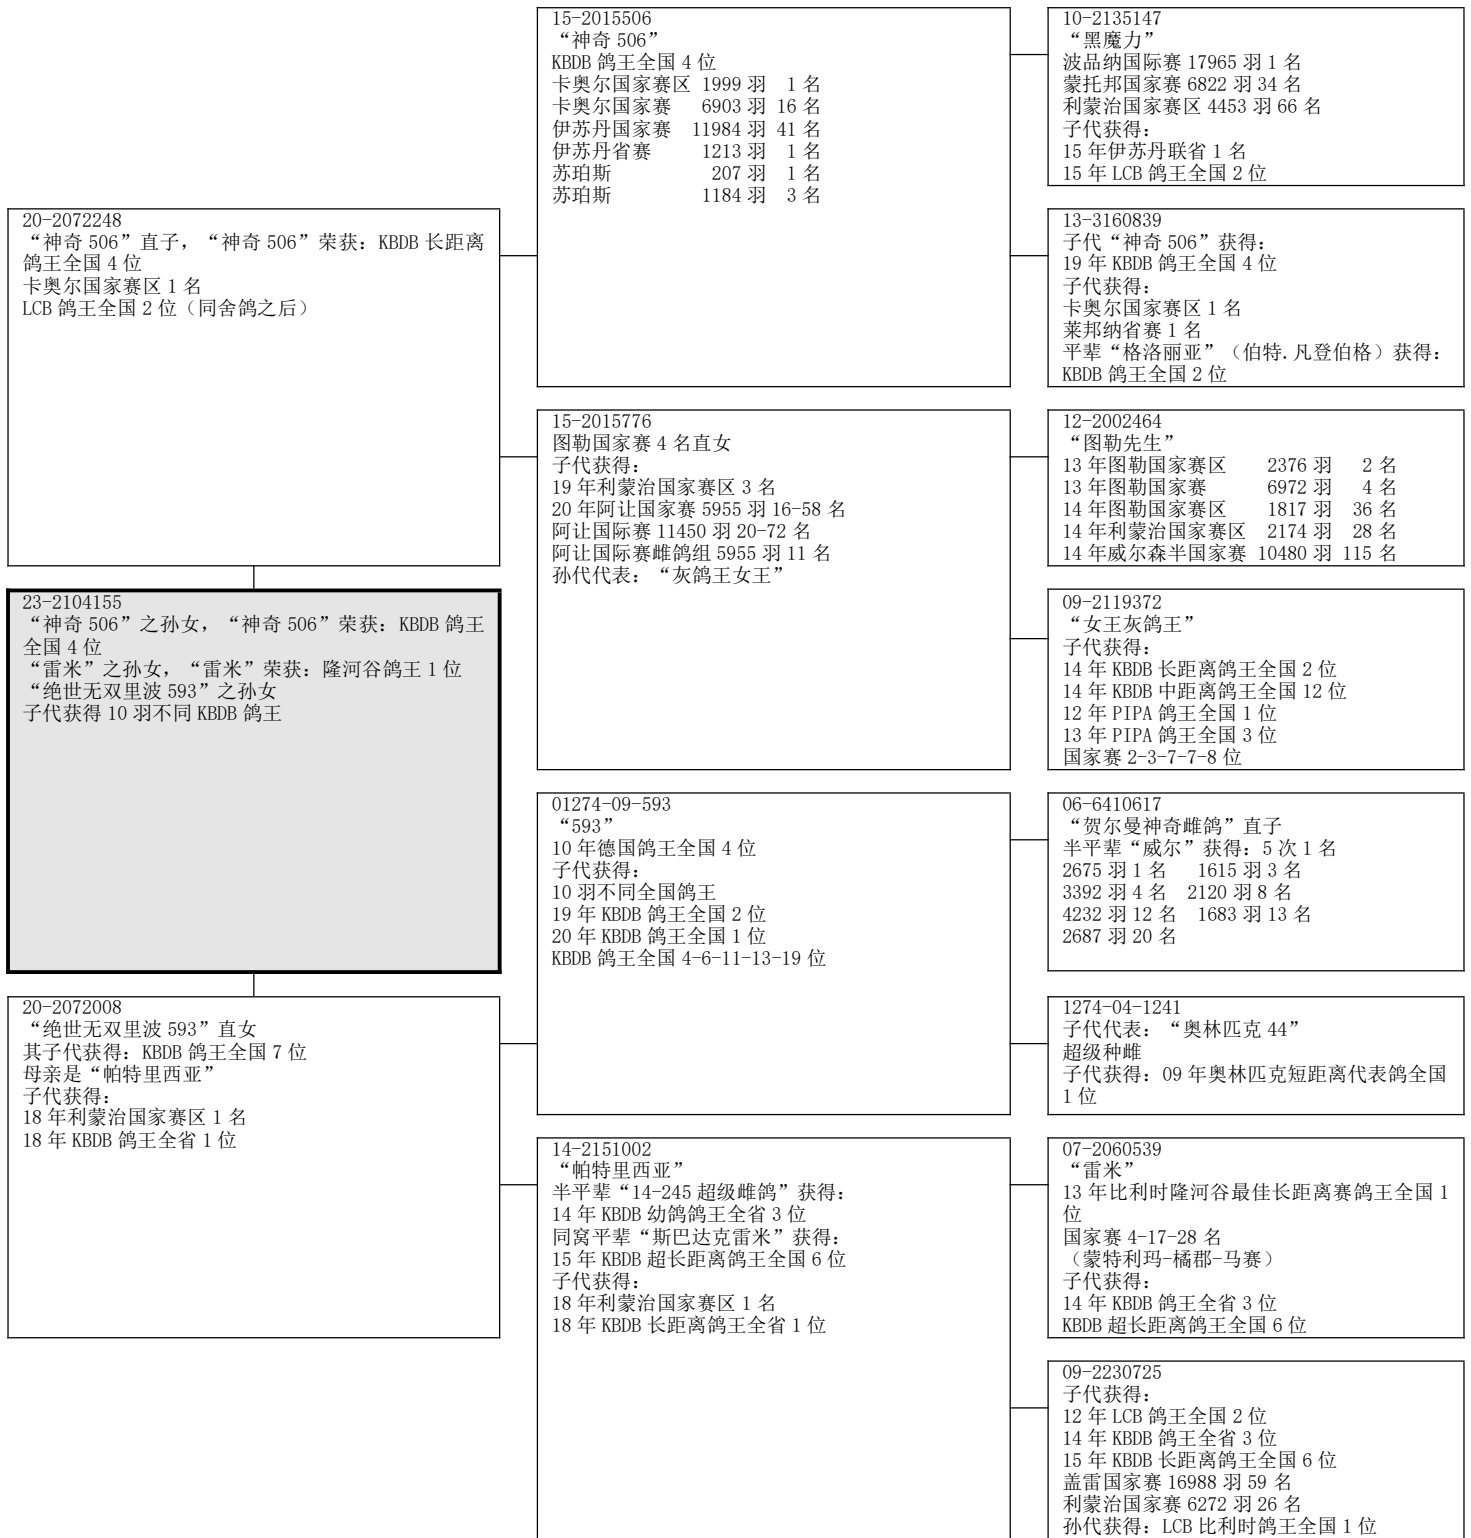 20-2072248
“神奇 506”直子，“神奇 506”荣获：KBDB 长距离
鸽王全国 4 位
卡奥尔国家赛区 1 名
LCB 鸽王全国 2 位（同舍鸽之后）
23-2104155
“神奇 506”之孙女，“神奇 506”荣获：KBDB 鸽王
全国 4 位
“雷米”之孙女，“雷米”荣获：隆河谷鸽王 1 位
“绝世无双里波 593”之孙女
子代获得 10 羽不同 KBDB 鸽王
20-2072008
“绝世无双里波 593”直女
其子代获得：KBDB 鸽王全国 7 位
母亲是“帕特里西亚”
子代获得：
18 年利蒙治国家赛区 1 名
18 年 KBDB 鸽王全省 1 位
15-2015506
“神奇 506”
KBDB 鸽王全国 4 位
卡奥尔国家赛区 1999 羽 1 名
卡奥尔国家赛 6903 羽 16 名
伊苏丹国家赛 11984 羽 41 名
伊苏丹省赛 1213 羽 1 名
苏珀斯 207 羽 1 名
苏珀斯 1184 羽 3 名
15-2015776
图勒国家赛 4 名直女
子代获得：
19 年利蒙治国家赛区 3 名
20 年阿让国家赛 5955 羽 16-58 名
阿让国际赛 11450 羽 20-72 名
阿让国际赛雌鸽组 5955 羽 11 名
孙代代表：“灰鸽王女王”
01274-09-593
“593”
10 年德国鸽王全国 4 位
子代获得：
10 羽不同全国鸽王
19 年 KBDB 鸽王全国 2 位
20 年 KBDB 鸽王全国 1 位
KBDB 鸽王全国 4-6-11-13-19 位
14-2151002
“帕特里西亚”
半平辈“14-245 超级雌鸽”获得：
14 年 KBDB 幼鸽鸽王全省 3 位
同窝平辈“斯巴达克雷米”获得：
15 年 KBDB 超长距离鸽王全国 6 位
子代获得：
18 年利蒙治国家赛区 1 名
18 年 KBDB 长距离鸽王全省 1 位
10-2135147
“黑魔力”
波品纳国际赛 17965 羽 1 名
蒙托邦国家赛 6822 羽 34 名
利蒙治国家赛区 4453 羽 66 名
子代获得：
15 年伊苏丹联省 1 名
15 年 LCB 鸽王全国 2 位
13-3160839
子代“神奇 506”获得：
19 年 KBDB 鸽王全国 4 位
子代获得：
卡奥尔国家赛区 1 名
莱邦纳省赛 1 名
平辈“格洛丽亚”（伯特.凡登伯格）获得：
KBDB 鸽王全国 2 位
12-2002464
“图勒先生”
13 年图勒国家赛区 2376 羽 2 名
13 年图勒国家赛 6972 羽 4 名
14 年图勒国家赛区 1817 羽 36 名
14 年利蒙治国家赛区 2174 羽 28 名
14 年威尔森半国家赛 10480 羽 115 名
09-2119372
“女王灰鸽王”
子代获得：
14 年 KBDB 长距离鸽王全国 2 位
14 年 KBDB 中距离鸽王全国 12 位
12 年 PIPA 鸽王全国 1 位
13 年 PIPA 鸽王全国 3 位
国家赛 2-3-7-7-8 位
06-6410617
“贺尔曼神奇雌鸽”直子
半平辈“威尔”获得：5 次 1 名
2675 羽 1 名 1615 羽 3 名
3392 羽 4 名 2120 羽 8 名
4232 羽 12 名 1683 羽 13 名
2687 羽 20 名
1274-04-1241
子代代表：“奥林匹克 44”
超级种雌
子代获得：09 年奥林匹克短距离代表鸽全国
1 位
07-2060539
“雷米”
13 年比利时隆河谷最佳长距离赛鸽王全国 1
位
国家赛 4-17-28 名
（蒙特利玛-橘郡-马赛）
子代获得：
14 年 KBDB 鸽王全省 3 位
KBDB 超长距离鸽王全国 6 位
09-2230725
子代获得：
12 年 LCB 鸽王全国 2 位
14 年 KBDB 鸽王全省 3 位
15 年 KBDB 长距离鸽王全国 6 位
盖雷国家赛 16988 羽 59 名
利蒙治国家赛 6272 羽 26 名
孙代获得：LCB 比利时鸽王全国 1 位